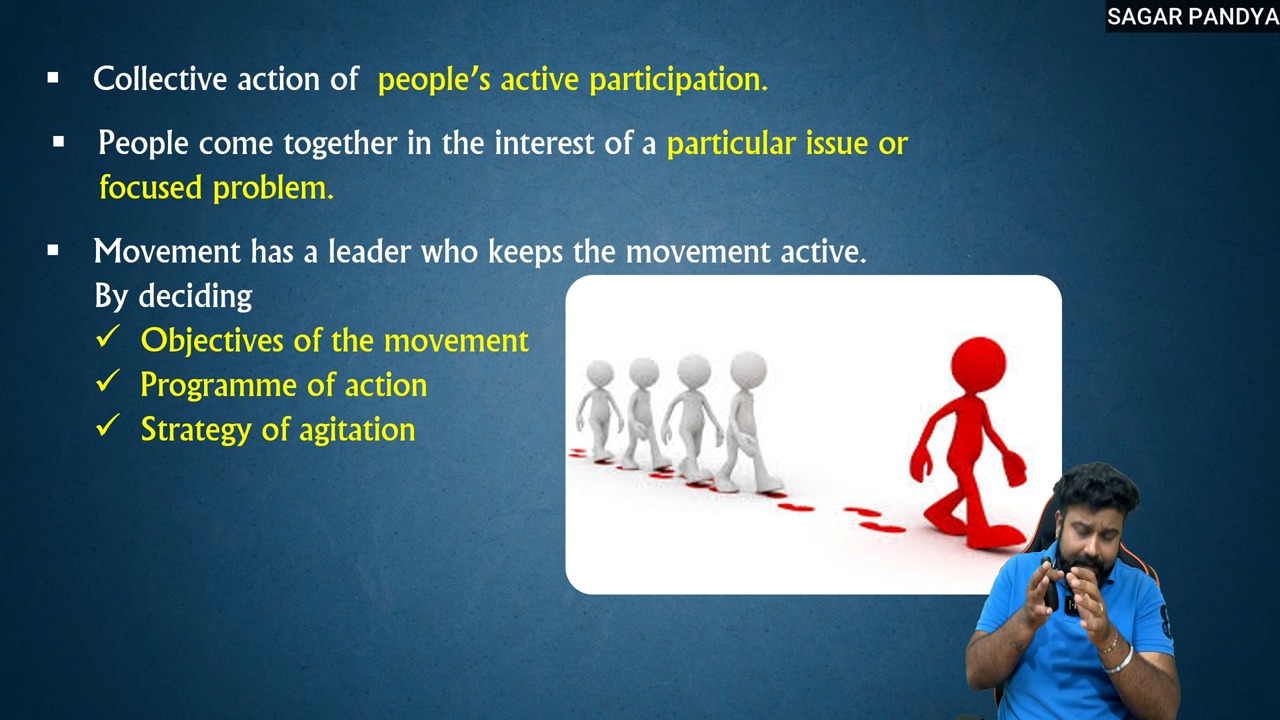 SAGAR PANDYA
▪ Collective action of people's active participation.
▪ People come together in the interest of a particular issue or
focused problem.
▪ Movement has a leader who keeps the movement active.
By deciding
✓ Objectives of the movement
✓ Programme of action
✓ Strategy of agitation